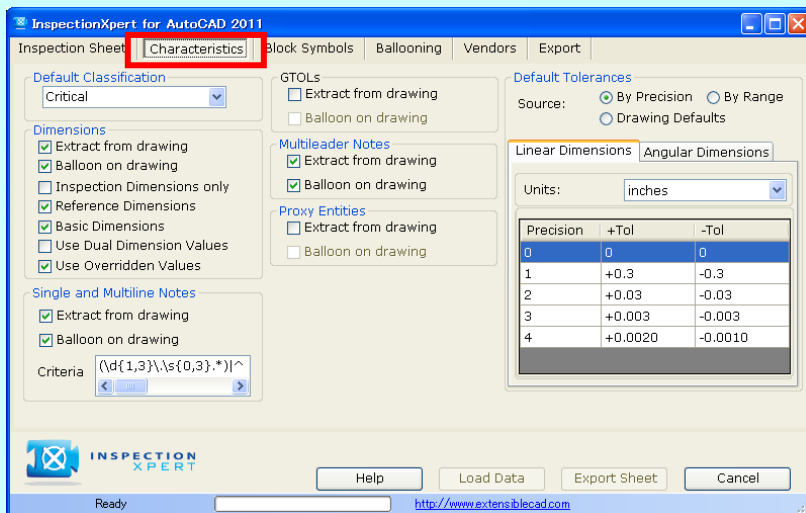 InspectionXpert for AutoCAD 2011
Inspection Sheet Characteristics Block Symbols Ballooning Vendors Export
Default Classification
Critical
Dimensions
Extract from drawing
Balloon on drawing
Inspection Dimensions only
Reference Dimensions
Basic Dimensions
Use Dual Dimension Values
Use Overridden Values
Single and Multiline Notes
Extract from drawing
Balloon on drawing
Criteria (\d{1,3}\.\s{0,3}.*)|^
GTOLs
Extract from drawing
Balloon on drawing
Multileader Notes
Extract from drawing
Balloon on drawing
Proxy Entities
Extract from drawing
Balloon on drawing
Default Tolerances
Source: By Precision By Range
Drawing Defaults
Linear Dimensions Angular Dimensions
Units: inches
Precision +Tol -Tol
0 0 0
1 +0.3 -0.3
2 +0.03 -0.03
3 +0.003 -0.003
4 +0.0020 -0.0010
INSPECTION
XPERT
Help Load Data Export Sheet Cancel
Ready http://www.extensiblecad.com